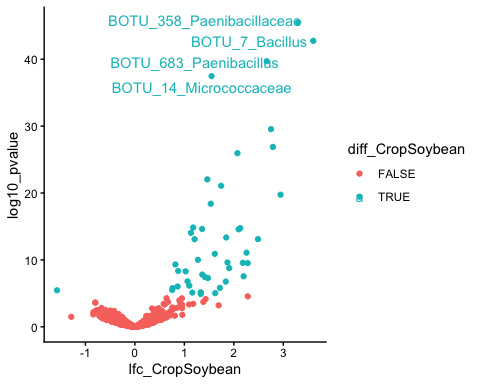 BOTU_358_Paenibacillaceae
BOTU_7_Bacillus
BOTU_683_Paenibacillus
BOTU_14_Micrococcaceae
40
30
20
10
0
log10_pvalue
-1
0
1
2
3
lfc_CropSoybean
diff_CropSoybean
FALSE
TRUE